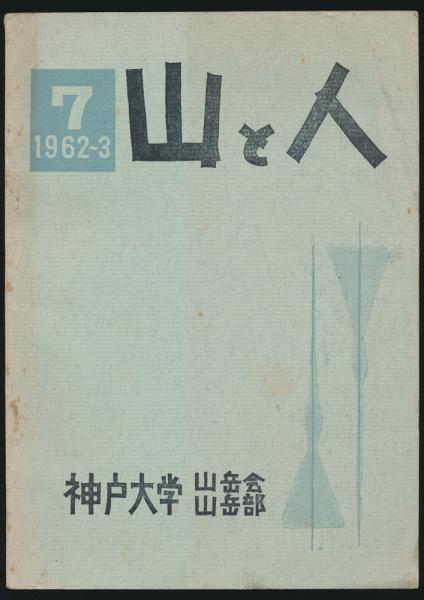 7
1962-3
山と人
神戸大学
山岳会
山岳部